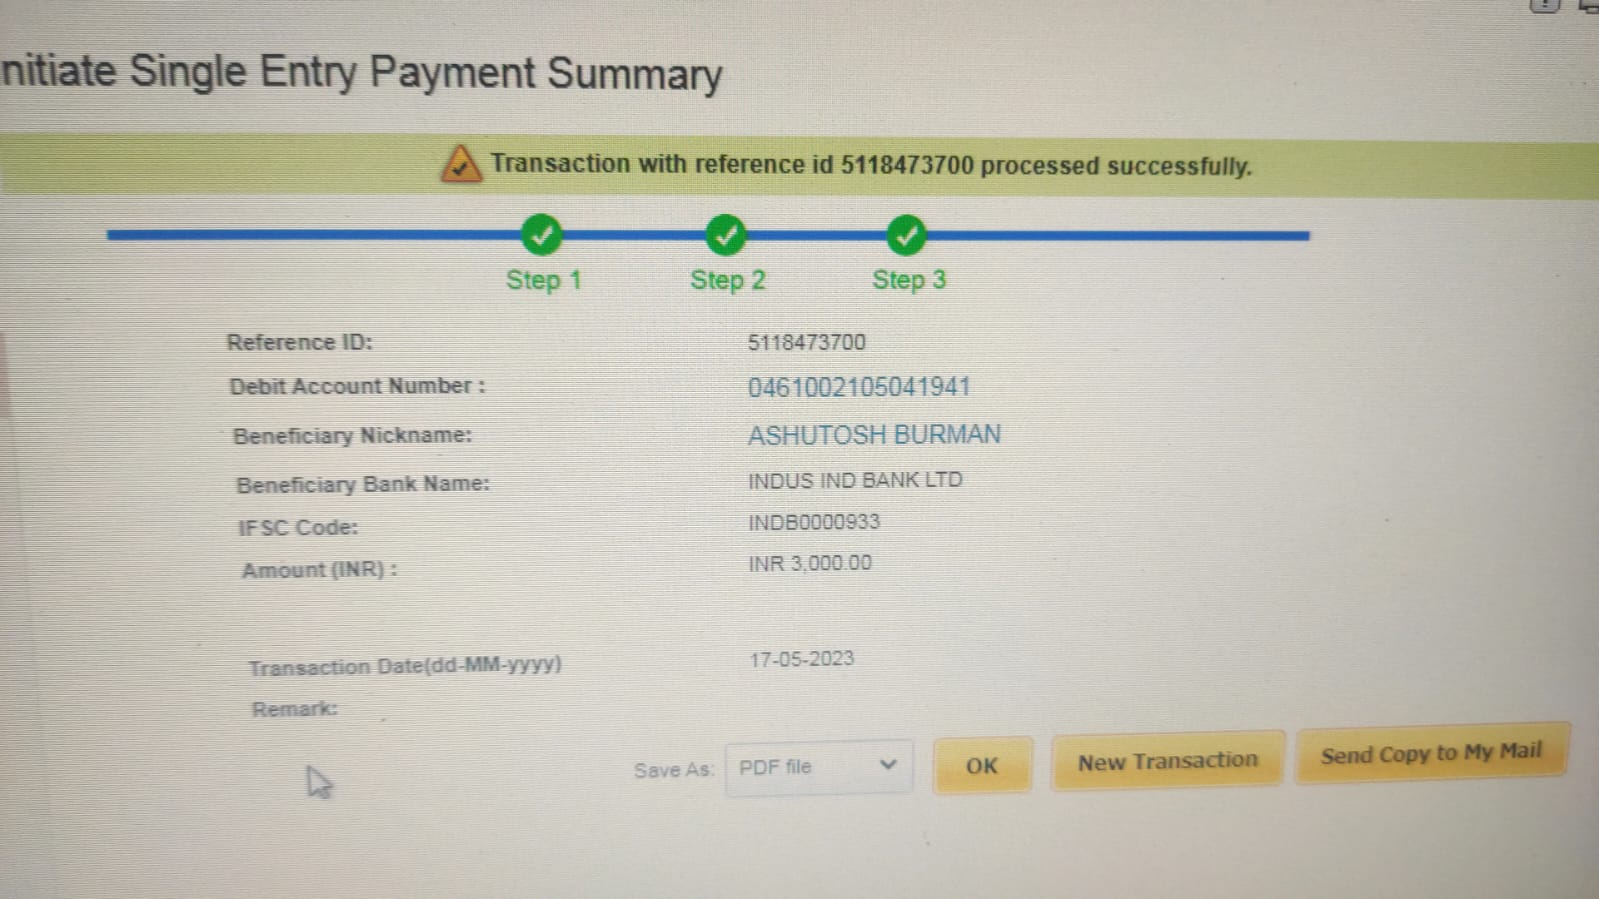 nitiate Single Entry Payment Summary
Transaction with reference id 5118473700 processed successfully.
Step 1 Step 2 Step 3
Reference ID: 5118473700
Debit Account Number : 0461002105041941
Beneficiary Nickname: ASHUTOSH BURMAN
Beneficiary Bank Name: INDUS IND BANK LTD
IFSC Code: INDB0000933
Amount (INR) : INR 3,000.00
Transaction Date(dd-MM-yyyy) 17-05-2023
Remark:
Save As: PDF file OK New Transaction Send Copy to My Mail